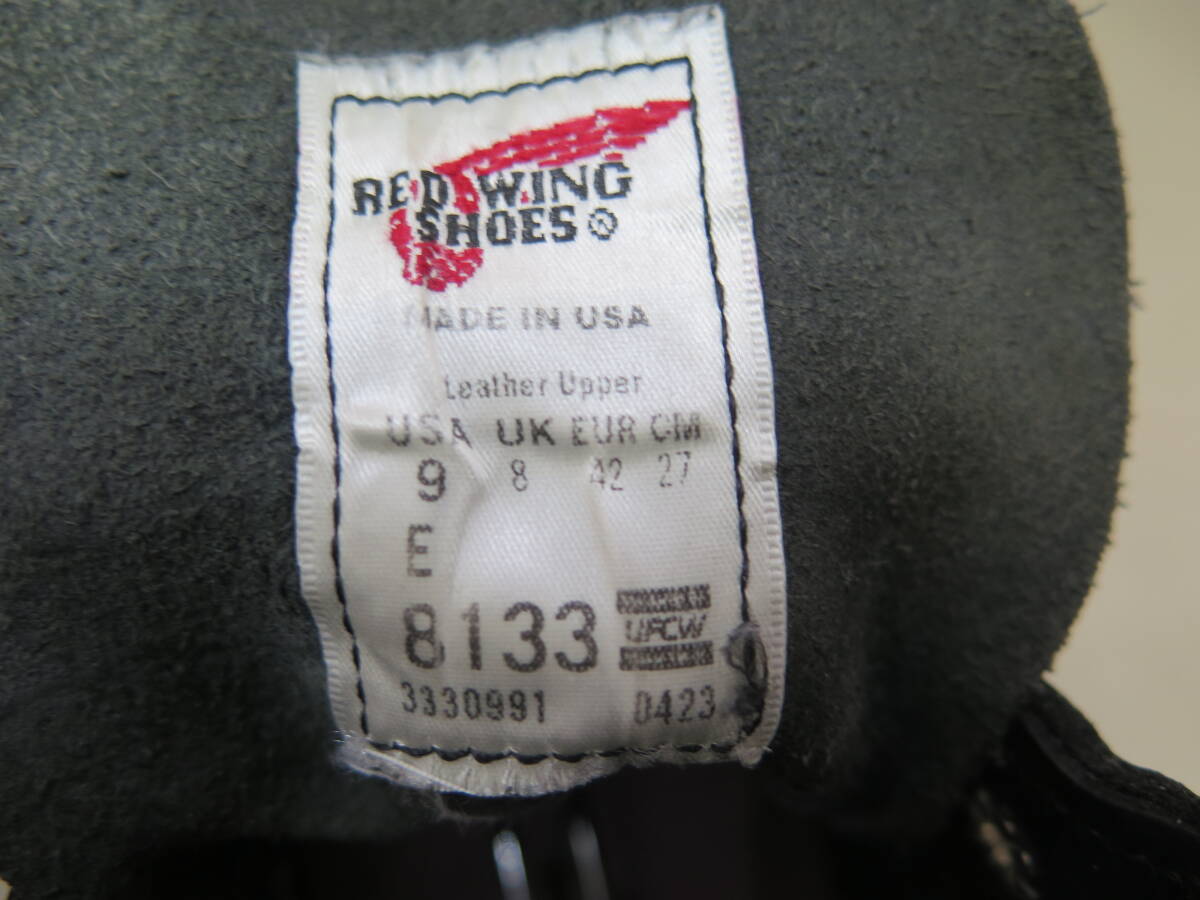 RED WING
SHOES
MADE IN USA
Leather Upper
USA UK EUR CM
9 8 42 27
E
8133
UFCW
3330991 0423